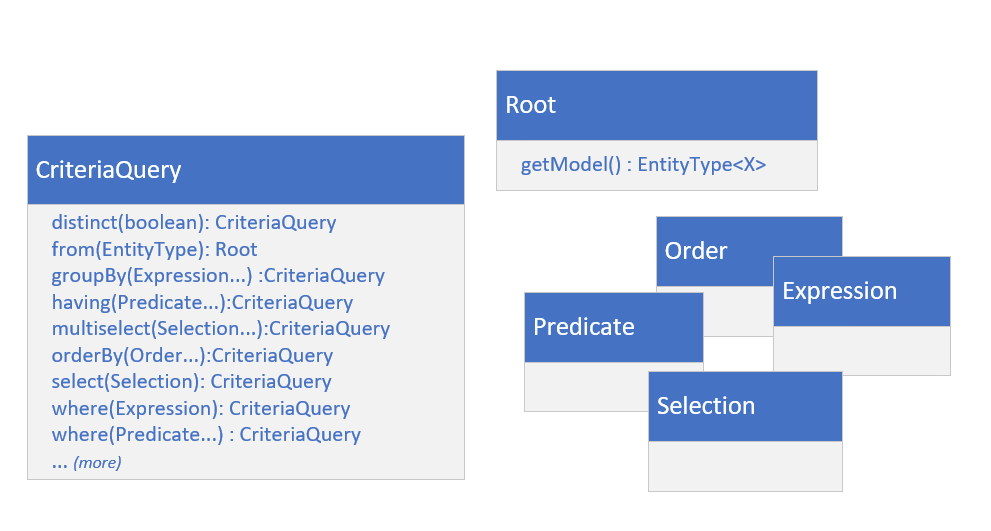 CriteriaQuery
distinct(boolean): CriteriaQuery
from(EntityType): Root
groupBy(Expression...) :CriteriaQuery
having(Predicate...):CriteriaQuery
multiselect(Selection...):CriteriaQuery
orderBy(Order...):CriteriaQuery
select(Selection): CriteriaQuery
where(Expression): CriteriaQuery
where(Predicate...) : CriteriaQuery
... (more)
Root
getModel() : EntityType<X>
Order
Expression
Predicate
Selection